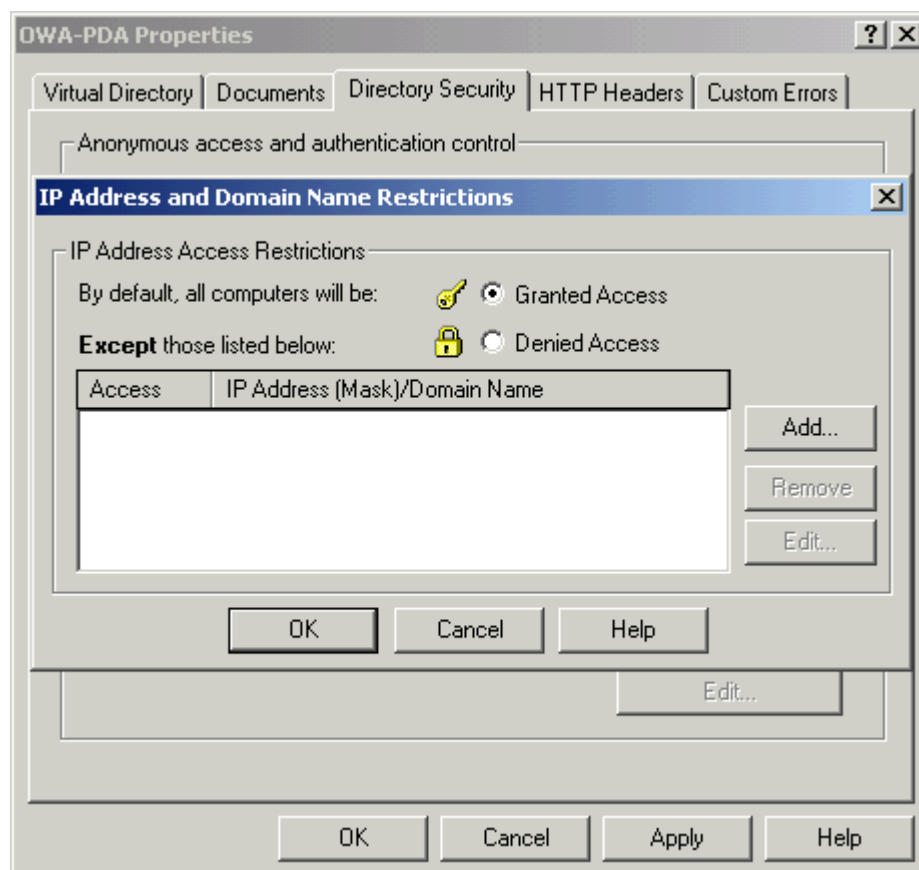 OWA-PDA Properties
Virtual Directory Documents Directory Security HTTP Headers Custom Errors
Anonymous access and authentication control
IP Address and Domain Name Restrictions
IP Address Access Restrictions
By default, all computers will be: Granted Access
Except those listed below: Denied Access
Access IP Address (Mask)/Domain Name
Add...
Remove
Edit...
OK Cancel Help
Edit...
OK Cancel Apply Help